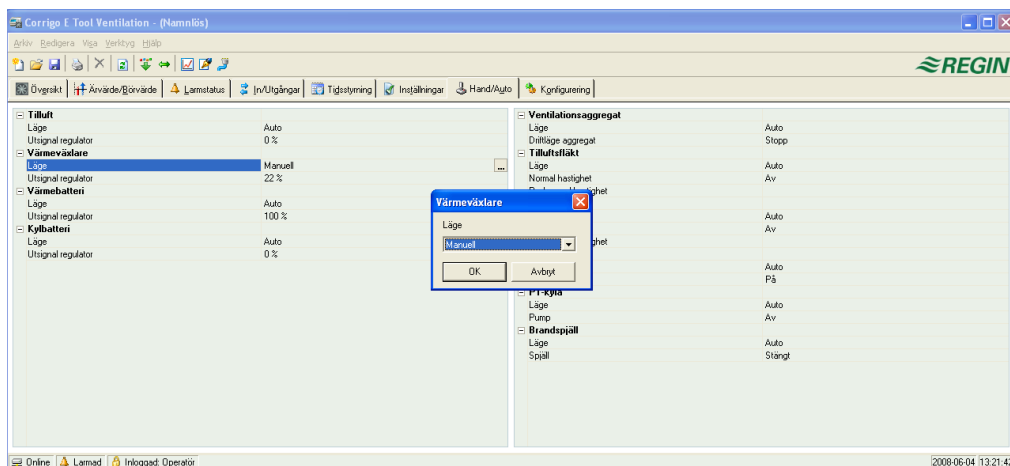 Corrigo E Tool Ventilation - (Namnlös)
Arkiv Redigera Visa Verktyg Hjälp
REGIN
Översikt Ärvärde/Börvärde Larmstatus In/Utgångar Tidsstyrning Inställningar Hand/Auto Konfigurering
Tilluft
Läge Auto
Utsignal regulator 0 %
Värmeväxlare
Läge Manuell ...
Utsignal regulator 22 %
Värmebatteri
Läge Auto
Utsignal regulator 100 %
Kylbatteri
Läge Auto
Utsignal regulator 0 %
Ventilationsaggregat
Läge Auto
Driftläge aggregat Stopp
Tilluftsfläkt
Läge Auto
Normal hastighet Av
Auto
Av
Auto
På
P1-kyla
Läge Auto
Pump Av
Brandspjäll
Läge Auto
Spjäll Stängt
Värmeväxlare
Läge
Manuell
OK Avbryt
Online Larmad Inloggad: Operatör 2008-06-04 13:21:42